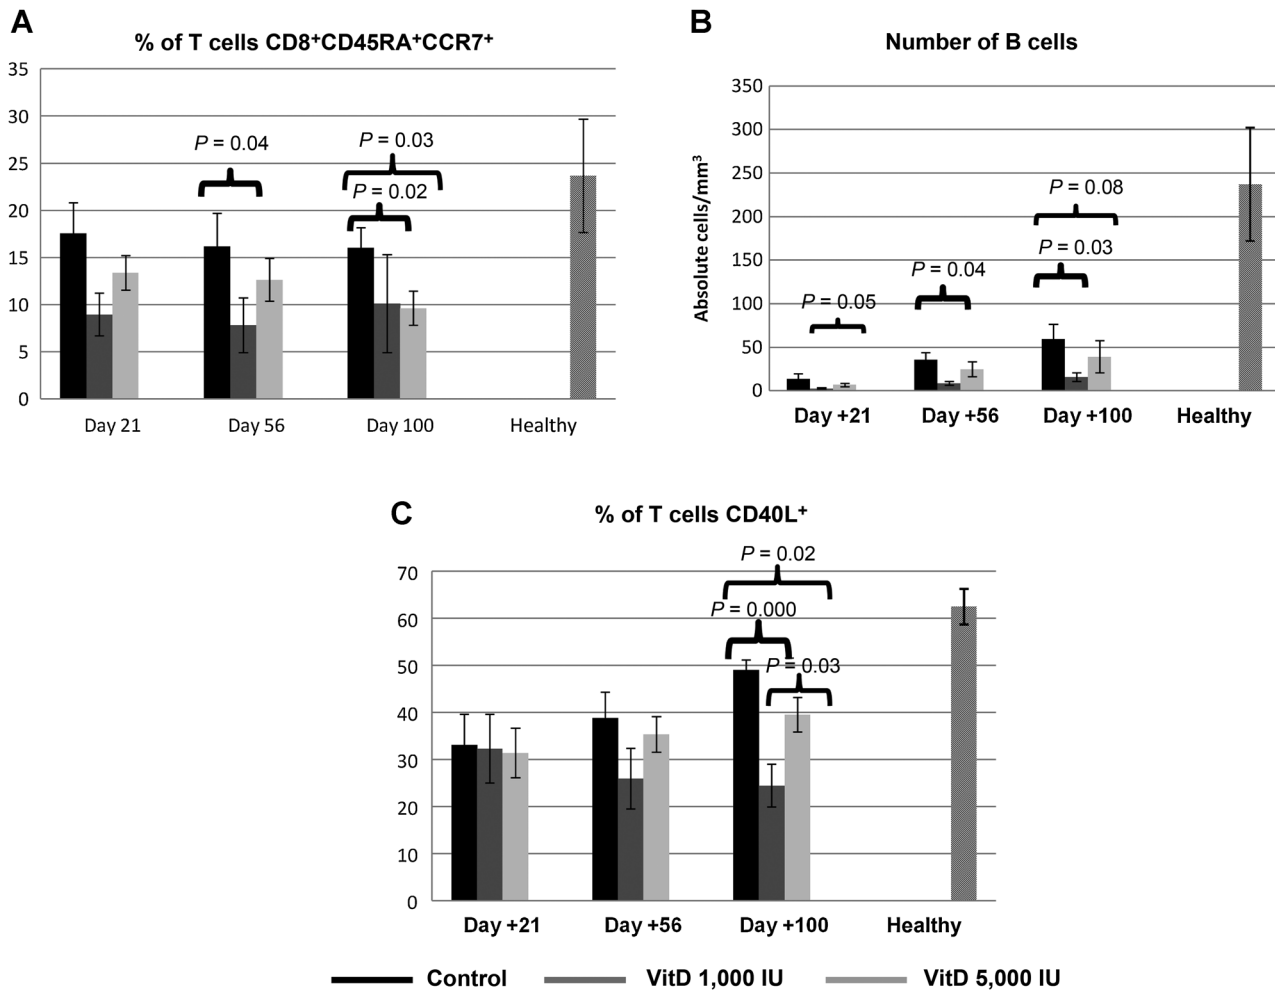 A
% of T cells CD8⁺CD45RA⁺CCR7⁺
35
30
25
20
15
10
5
0
P = 0.04
P = 0.03
P = 0.02
Day 21
Day 56
Day 100
Healthy
B
Number of B cells
Absolute cells/mm³
350
300
250
200
150
100
50
0
P = 0.05
P = 0.04
P = 0.08
P = 0.03
Day +21
Day +56
Day +100
Healthy
C
% of T cells CD40L⁺
70
60
50
40
30
20
10
0
P = 0.02
P = 0.000
P = 0.03
Day +21
Day +56
Day +100
Healthy
Control
VitD 1,000 IU
VitD 5,000 IU